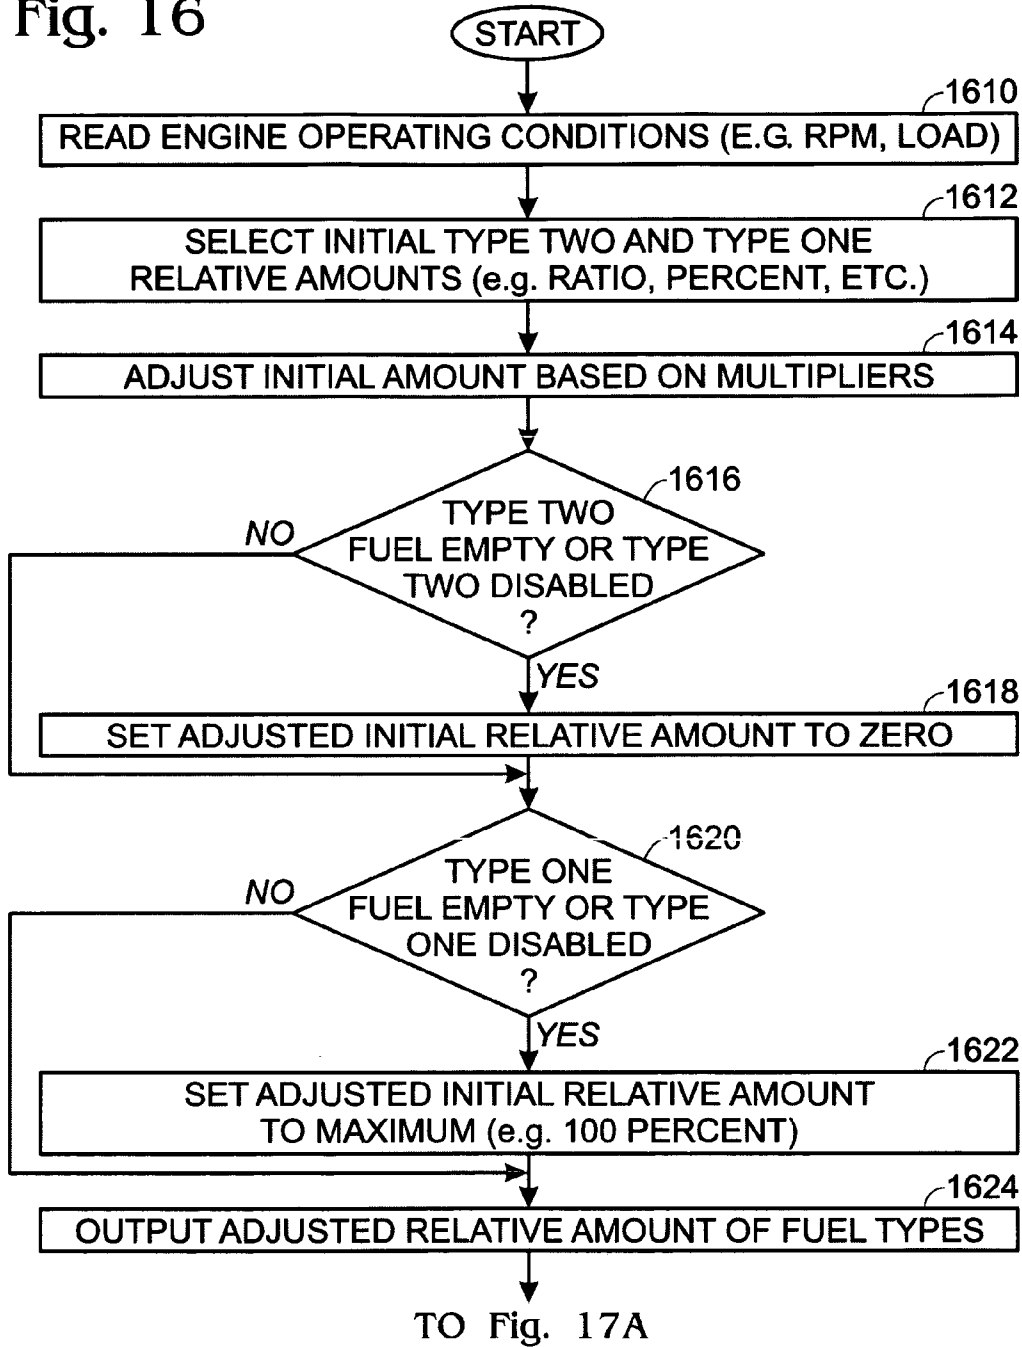 Fig. 16
START
1610
READ ENGINE OPERATING CONDITIONS (E.G. RPM, LOAD)
1612
SELECT INITIAL TYPE TWO AND TYPE ONE
RELATIVE AMOUNTS (e.g. RATIO, PERCENT, ETC.)
1614
ADJUST INITIAL AMOUNT BASED ON MULTIPLIERS
1616
TYPE TWO
FUEL EMPTY OR TYPE
TWO DISABLED
?
NO
YES
1618
SET ADJUSTED INITIAL RELATIVE AMOUNT TO ZERO
1620
TYPE ONE
FUEL EMPTY OR TYPE
ONE DISABLED
?
NO
YES
1622
SET ADJUSTED INITIAL RELATIVE AMOUNT
TO MAXIMUM (e.g. 100 PERCENT)
1624
OUTPUT ADJUSTED RELATIVE AMOUNT OF FUEL TYPES
TO Fig. 17A